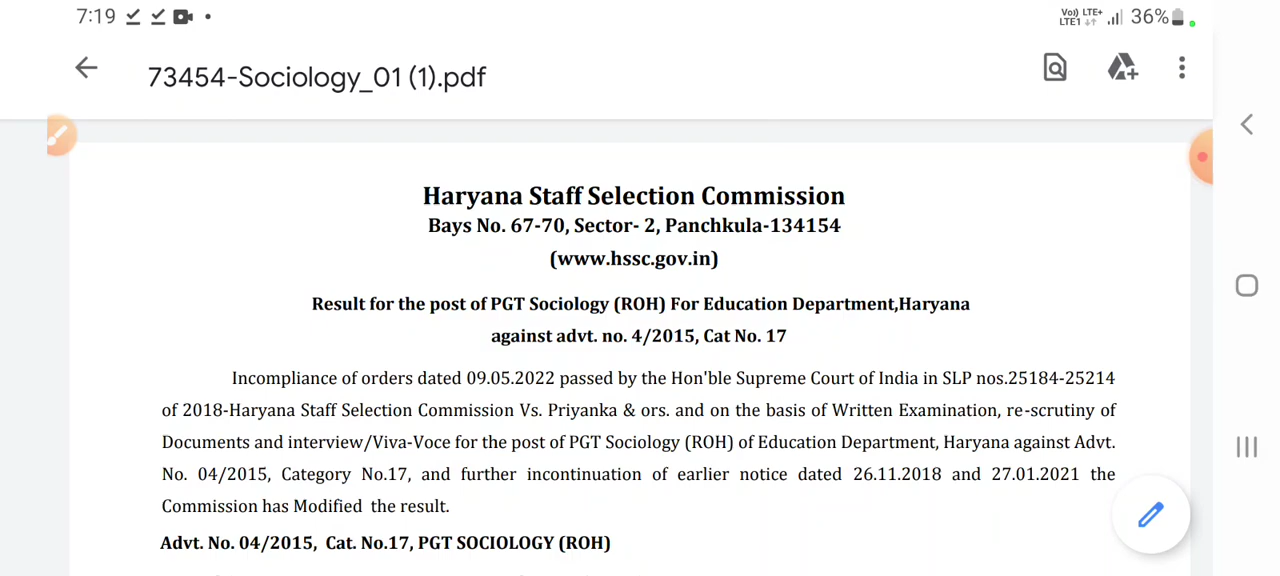 7:19
Vo)) LTE+
LTE1
36%
73454-Sociology_01 (1).pdf
Haryana Staff Selection Commission
Bays No. 67-70, Sector- 2, Panchkula-134154
(www.hssc.gov.in)
Result for the post of PGT Sociology (ROH) For Education Department,Haryana
against advt. no. 4/2015, Cat No. 17
Incompliance of orders dated 09.05.2022 passed by the Hon'ble Supreme Court of India in SLP nos.25184-25214
of 2018-Haryana Staff Selection Commission Vs. Priyanka & ors. and on the basis of Written Examination, re-scrutiny of
Documents and interview/Viva-Voce for the post of PGT Sociology (ROH) of Education Department, Haryana against Advt.
No. 04/2015, Category No.17, and further incontinuation of earlier notice dated 26.11.2018 and 27.01.2021 the
Commission has Modified the result.
Advt. No. 04/2015, Cat. No.17, PGT SOCIOLOGY (ROH)